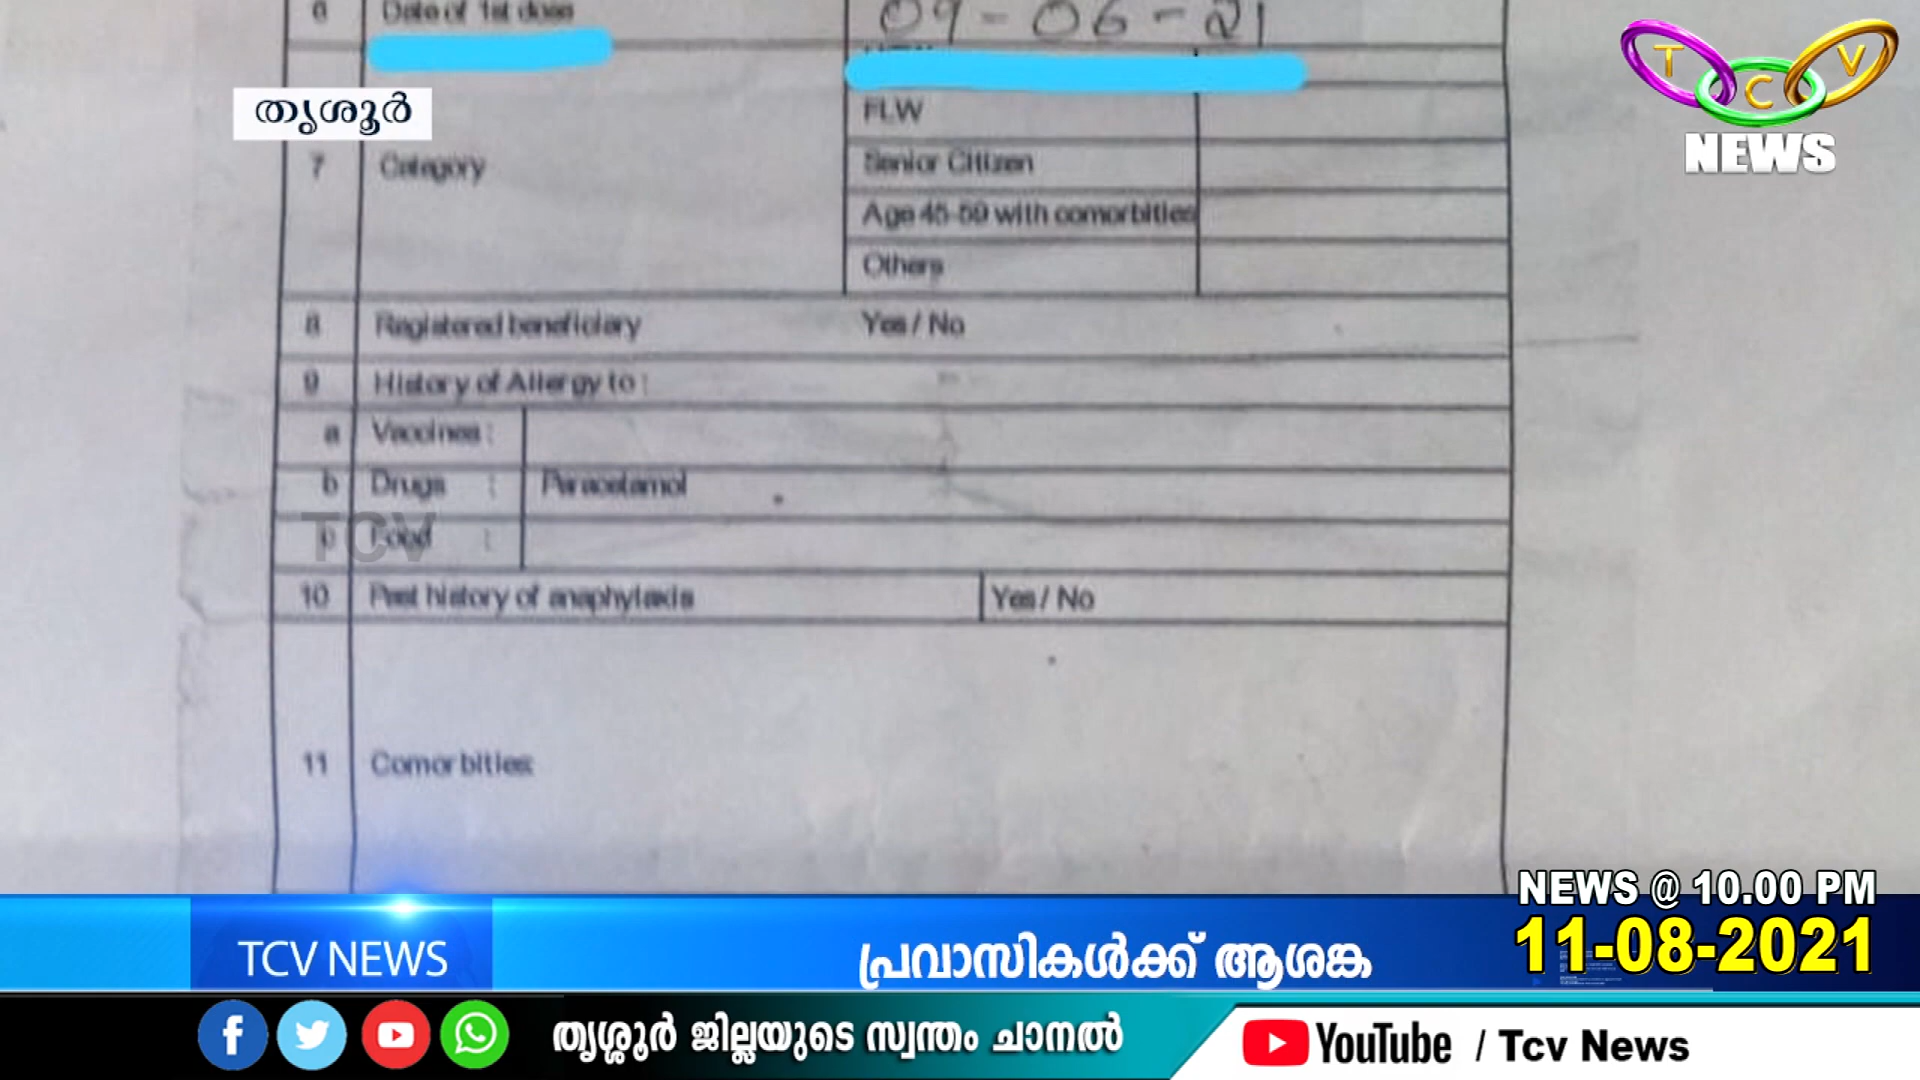 6 Date of 1st dose 09-06-21
തൃശൂർ
T C V
NEWS
FLW
7 Category Senior Citizen
Age 45-59 with comorbities
Others
8 Registered beneficiary Yes / No
9 History of Allergy to :
a Vaccines :
b Drugs : Paracetamol
TCV
c Food :
10 Past history of anaphylaxis Yes / No
11 Comorbities:
NEWS @ 10.00 PM
11-08-2021
TCV NEWS പ്രവാസികൾക്ക് ആശങ്ക
തൃശ്ശൂർ ജില്ലയുടെ സ്വന്തം ചാനൽ YouTube / Tcv News